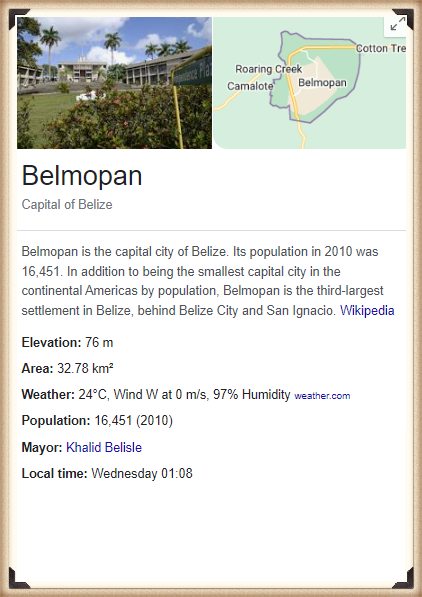 Independence Plaza
Cotton Tre
Roaring Creek
Belmopan
Camalote
Belmopan
Capital of Belize
Belmopan is the capital city of Belize. Its population in 2010 was
16,451. In addition to being the smallest capital city in the
continental Americas by population, Belmopan is the third-largest
settlement in Belize, behind Belize City and San Ignacio. Wikipedia
Elevation: 76 m
Area: 32.78 km²
Weather: 24°C, Wind W at 0 m/s, 97% Humidity weather.com
Population: 16,451 (2010)
Mayor: Khalid Belisle
Local time: Wednesday 01:08